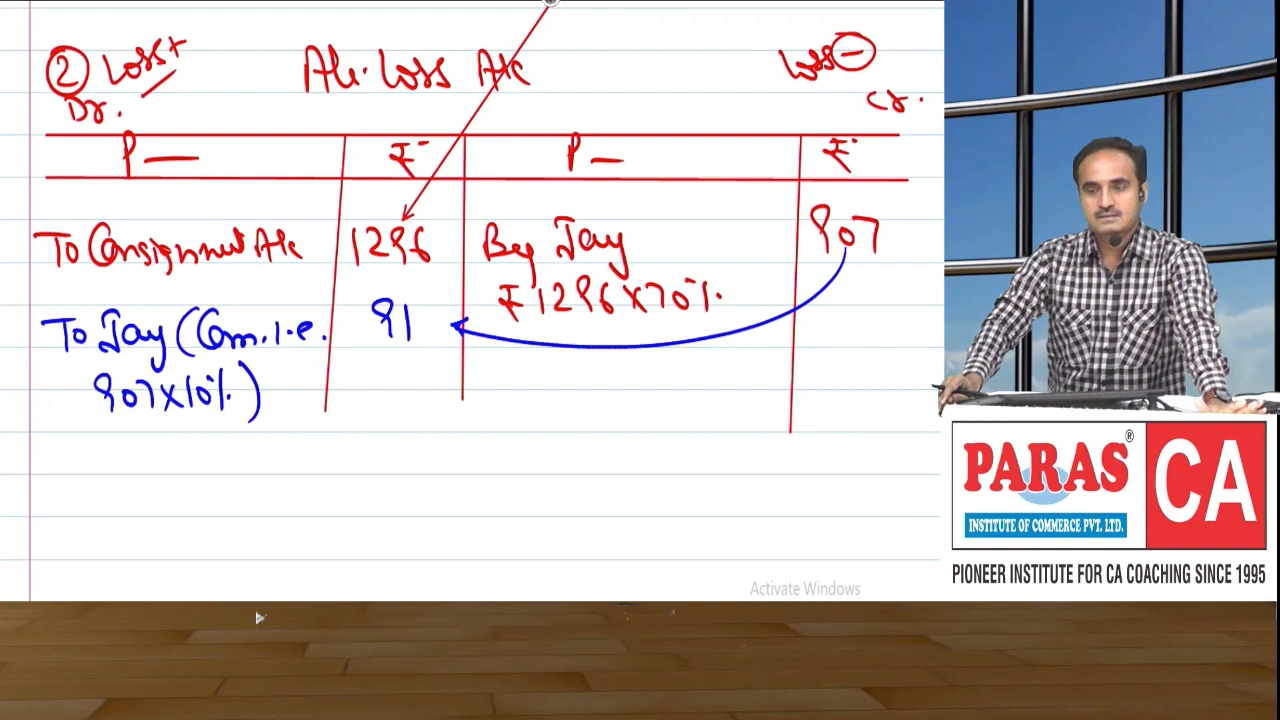 ② Loss+ Ab. Loss A/c Loss ⊖
Dr. Cr.
P— ₹ P— ₹
To Consignment A/c 1296 By Jay 907
₹1296×70%
To Jay (Com. i.e. 91
907×10%)
PARAS®
INSTITUTE OF COMMERCE PVT. LTD.
CA
PIONEER INSTITUTE FOR CA COACHING SINCE 1995
Activate Windows